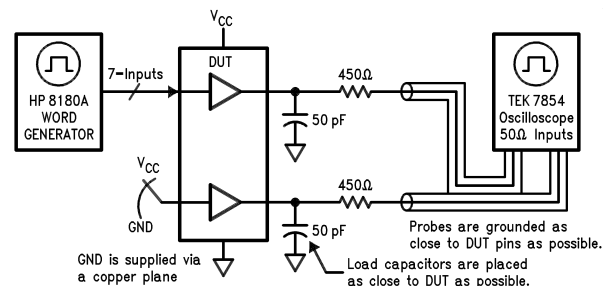 VCC
DUT
7-Inputs
HP 8180A
WORD
GENERATOR
450Ω
50 pF
TEK 7854
Oscilloscope
50Ω Inputs
VCC
GND
450Ω
50 pF
Probes are grounded as
close to DUT pins as possible.
GND is supplied via
a copper plane
Load capacitors are placed
as close to DUT as possible.